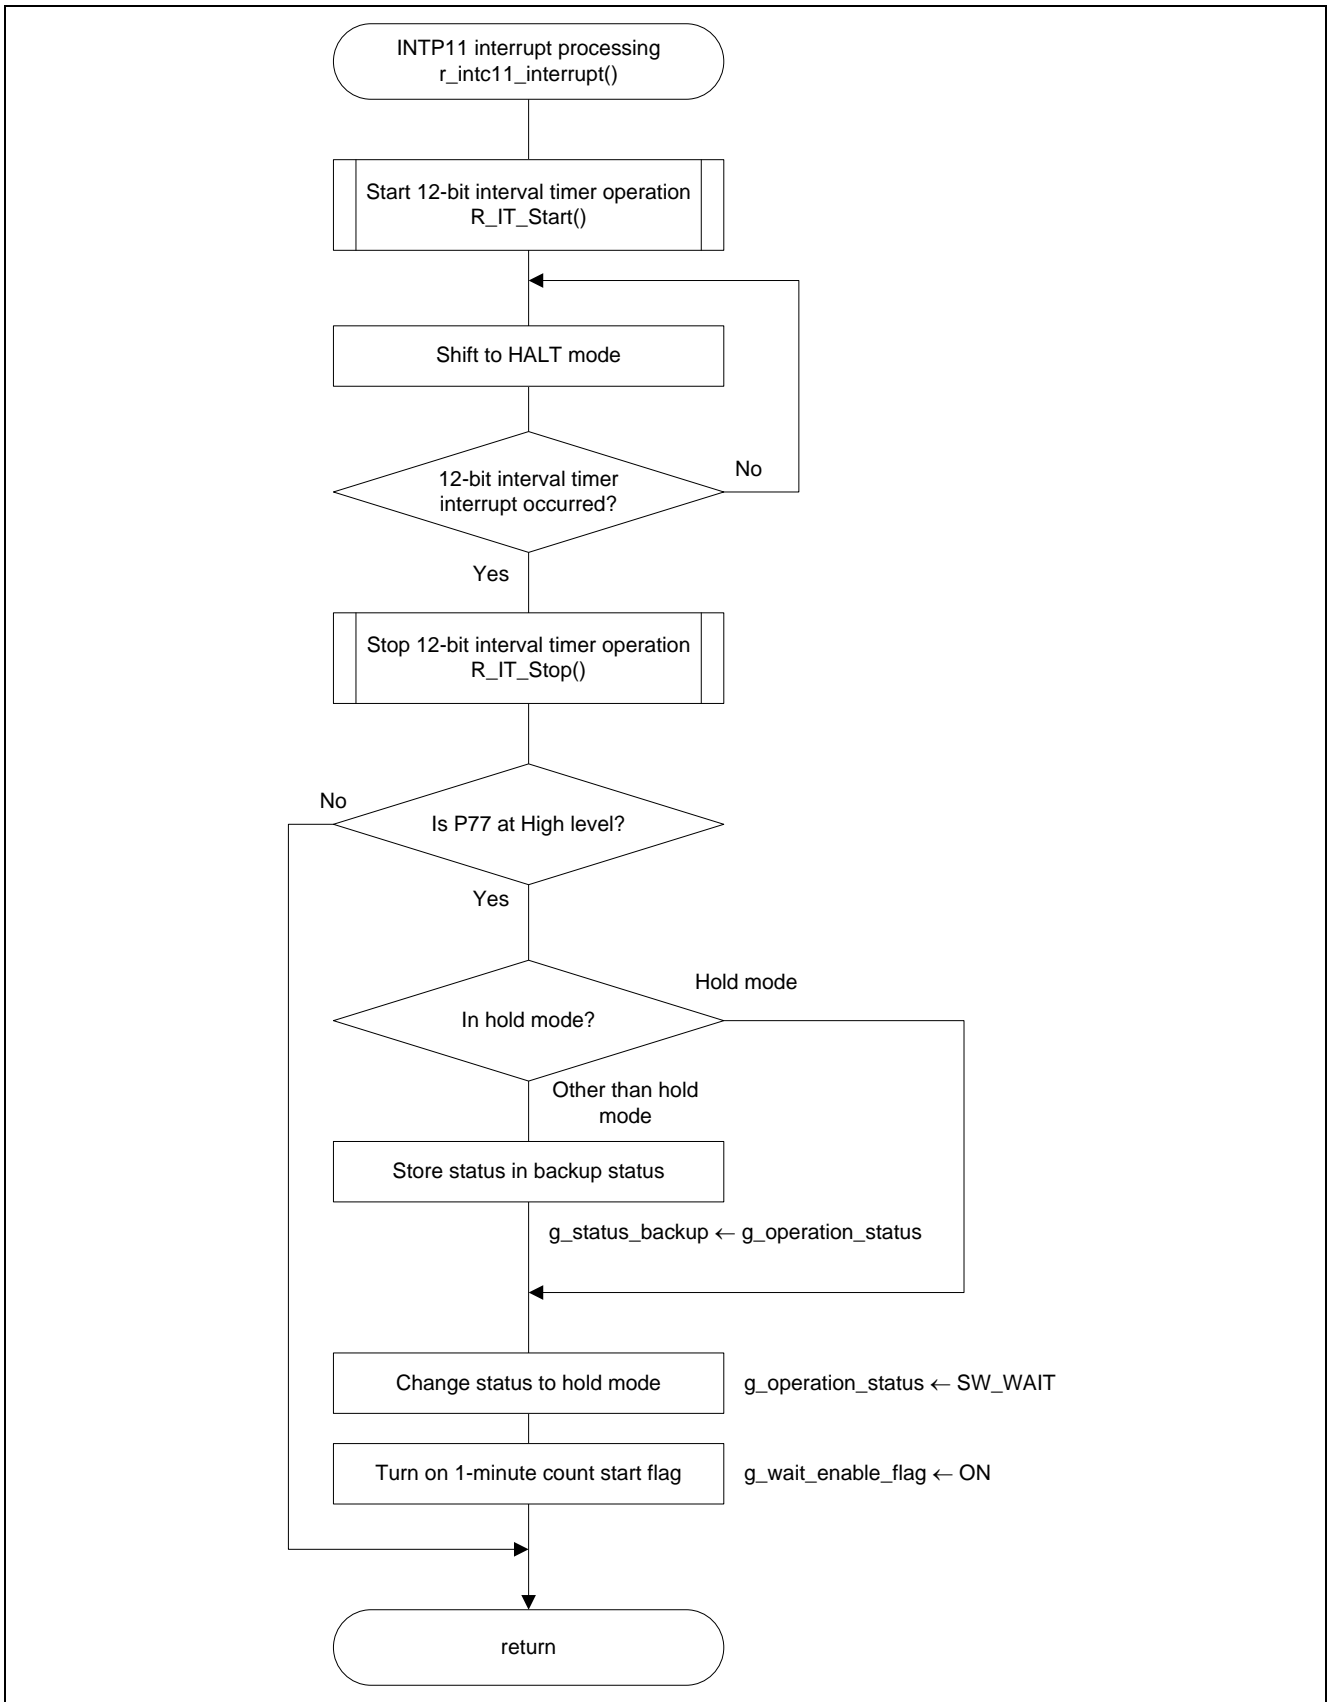 INTP11 interrupt processing
r_intc11_interrupt()
Start 12-bit interval timer operation
R_IT_Start()
Shift to HALT mode
12-bit interval timer
interrupt occurred?
No
Yes
Stop 12-bit interval timer operation
R_IT_Stop()
No
Is P77 at High level?
Yes
Hold mode
In hold mode?
Other than hold
mode
Store status in backup status
g_status_backup ← g_operation_status
Change status to hold mode
g_operation_status ← SW_WAIT
Turn on 1-minute count start flag
g_wait_enable_flag ← ON
return